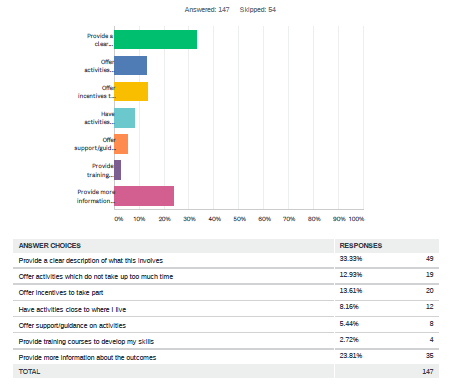 Answered: 147 Skipped: 54
Provide a
clear...
Offer
activities...
Offer
incentives t...
Have
activities...
Offer
support/guid...
Provide
training...
Provide more
information...
0% 10% 20% 30% 40% 50% 60% 70% 80% 90% 100%
ANSWER CHOICES RESPONSES
Provide a clear description of what this involves 33.33% 49
Offer activities which do not take up too much time 12.93% 19
Offer incentives to take part 13.61% 20
Have activities close to where I live 8.16% 12
Offer support/guidance on activities 5.44% 8
Provide training courses to develop my skills 2.72% 4
Provide more information about the outcomes 23.81% 35
TOTAL 147